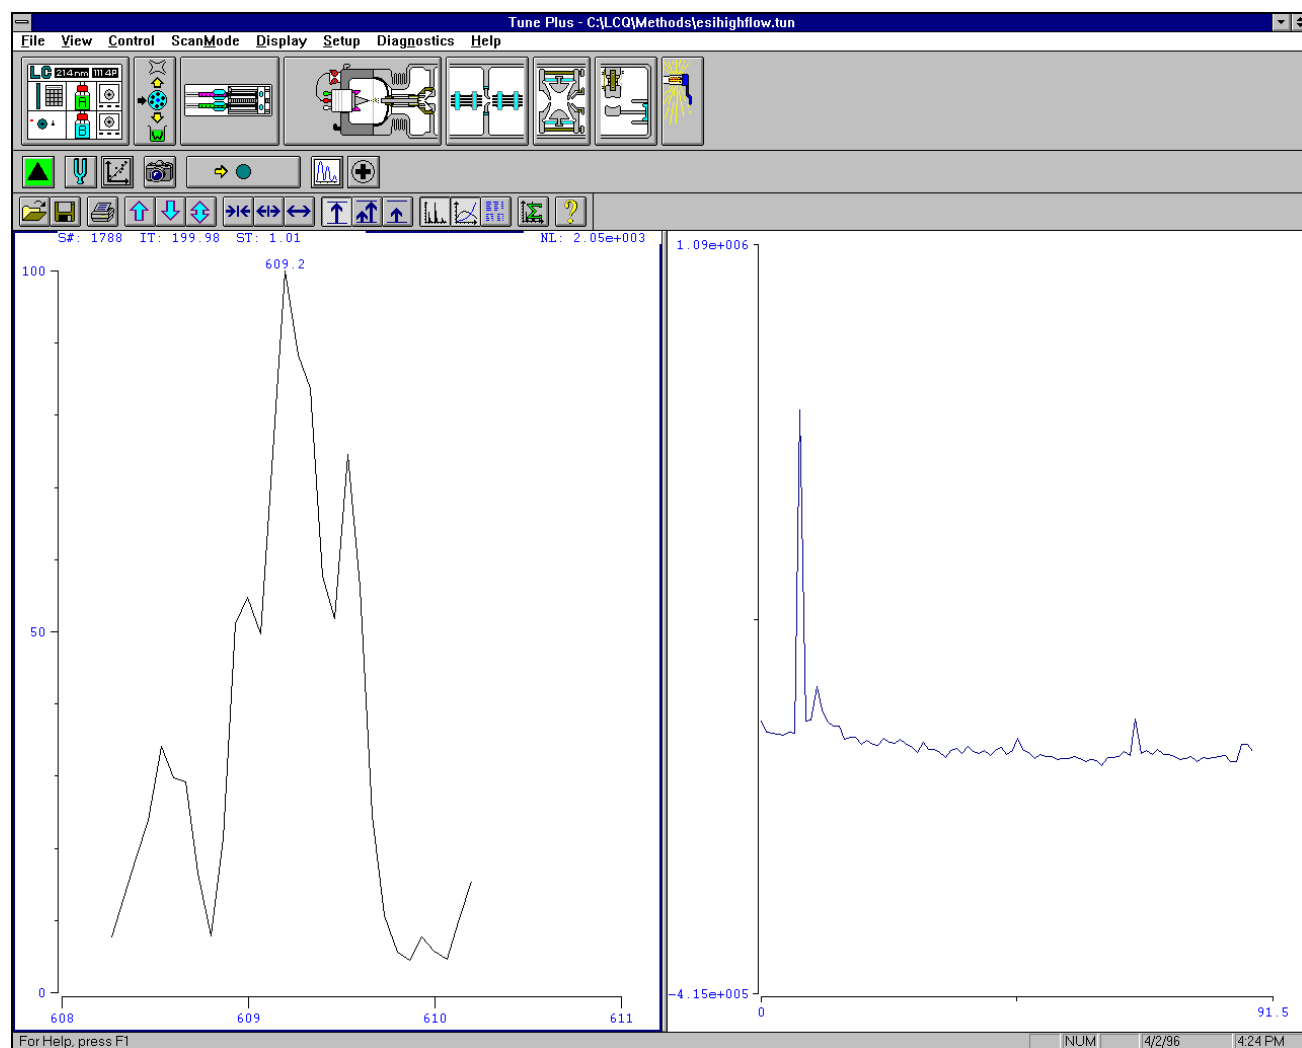 Tune Plus - C:\LCQ\Methods\esihighflow.tun
File View Control ScanMode Display Setup Diagnostics Help
LC 214nm 1114P
A
B
S#: 1788 IT: 199.98 ST: 1.01 NL: 2.05e+003
609.2
100
50
0
608 609 610 611
1.09e+006
-4.15e+005
0 91.5
For Help, press F1 NUM 4/2/96 4:24 PM